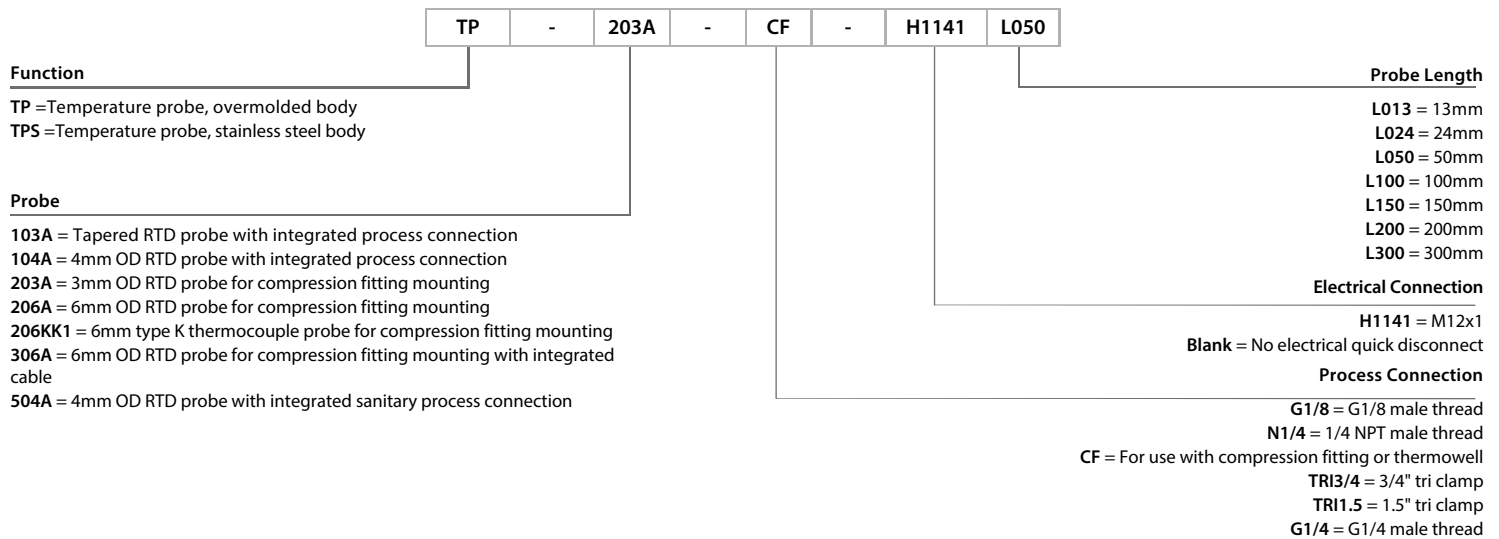 TP - 203A - CF - H1141 L050
Function
TP =Temperature probe, overmolded body
TPS =Temperature probe, stainless steel body
Probe
103A = Tapered RTD probe with integrated process connection
104A = 4mm OD RTD probe with integrated process connection
203A = 3mm OD RTD probe for compression fitting mounting
206A = 6mm OD RTD probe for compression fitting mounting
206KK1 = 6mm type K thermocouple probe for compression fitting mounting
306A = 6mm OD RTD probe for compression fitting mounting with integrated
cable
504A = 4mm OD RTD probe with integrated sanitary process connection
Probe Length
L013 = 13mm
L024 = 24mm
L050 = 50mm
L100 = 100mm
L150 = 150mm
L200 = 200mm
L300 = 300mm
Electrical Connection
H1141 = M12x1
Blank = No electrical quick disconnect
Process Connection
G1/8 = G1/8 male thread
N1/4 = 1/4 NPT male thread
CF = For use with compression fitting or thermowell
TRI3/4 = 3/4" tri clamp
TRI1.5 = 1.5" tri clamp
G1/4 = G1/4 male thread